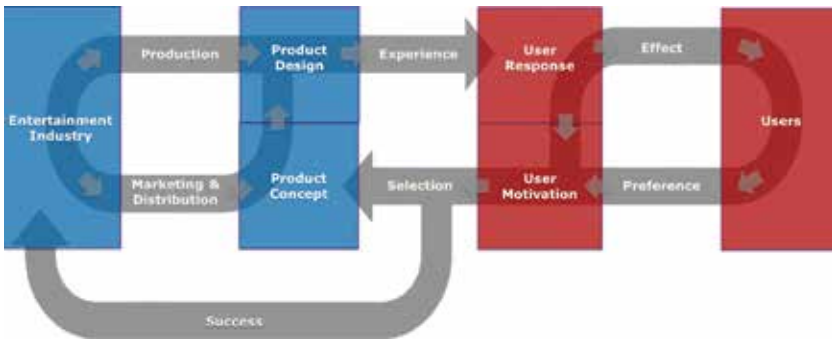 Production
Product
Design
Experience
User
Response
Effect
Entertainment
Industry
Users
Marketing &
Distribution
Product
Concept
Selection
User
Motivation
Preference
Success